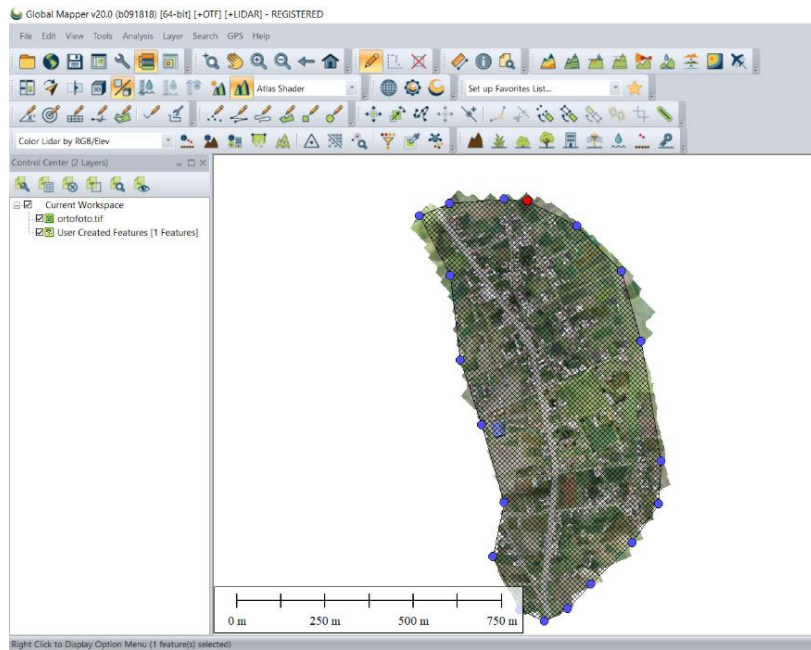 Global Mapper v20.0 (b091818) [64-bit] [+OTF] [+LIDAR] - REGISTERED
File Edit View Tools Analysis Layer Search GPS Help
Atlas Shader
Set up Favorites List...
Color Lidar by RGB/Elev
Control Center (2 Layers)
Current Workspace
ortofoto.tif
User Created Features [1 Features]
0 m 250 m 500 m 750 m
Right Click to Display Option Menu (1 feature(s) selected)